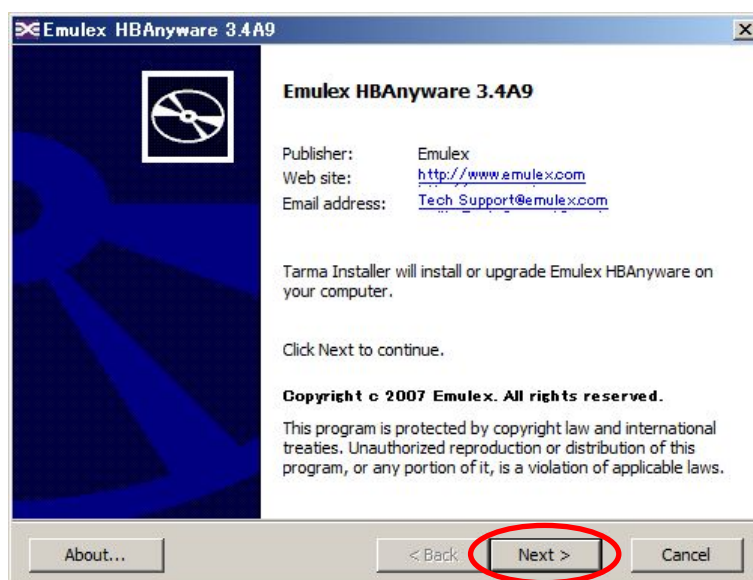 Emulex HBAnyware 3.4A9
Emulex HBAnyware 3.4A9
Publisher: Emulex
Web site: http://www.emulex.com
Email address: Tech Support@emulex.com
Tarma Installer will install or upgrade Emulex HBAnyware on
your computer.
Click Next to continue.
Copyright c 2007 Emulex. All rights reserved.
This program is protected by copyright law and international
treaties. Unauthorized reproduction or distribution of this
program, or any portion of it, is a violation of applicable laws.
About... < Back Next > Cancel